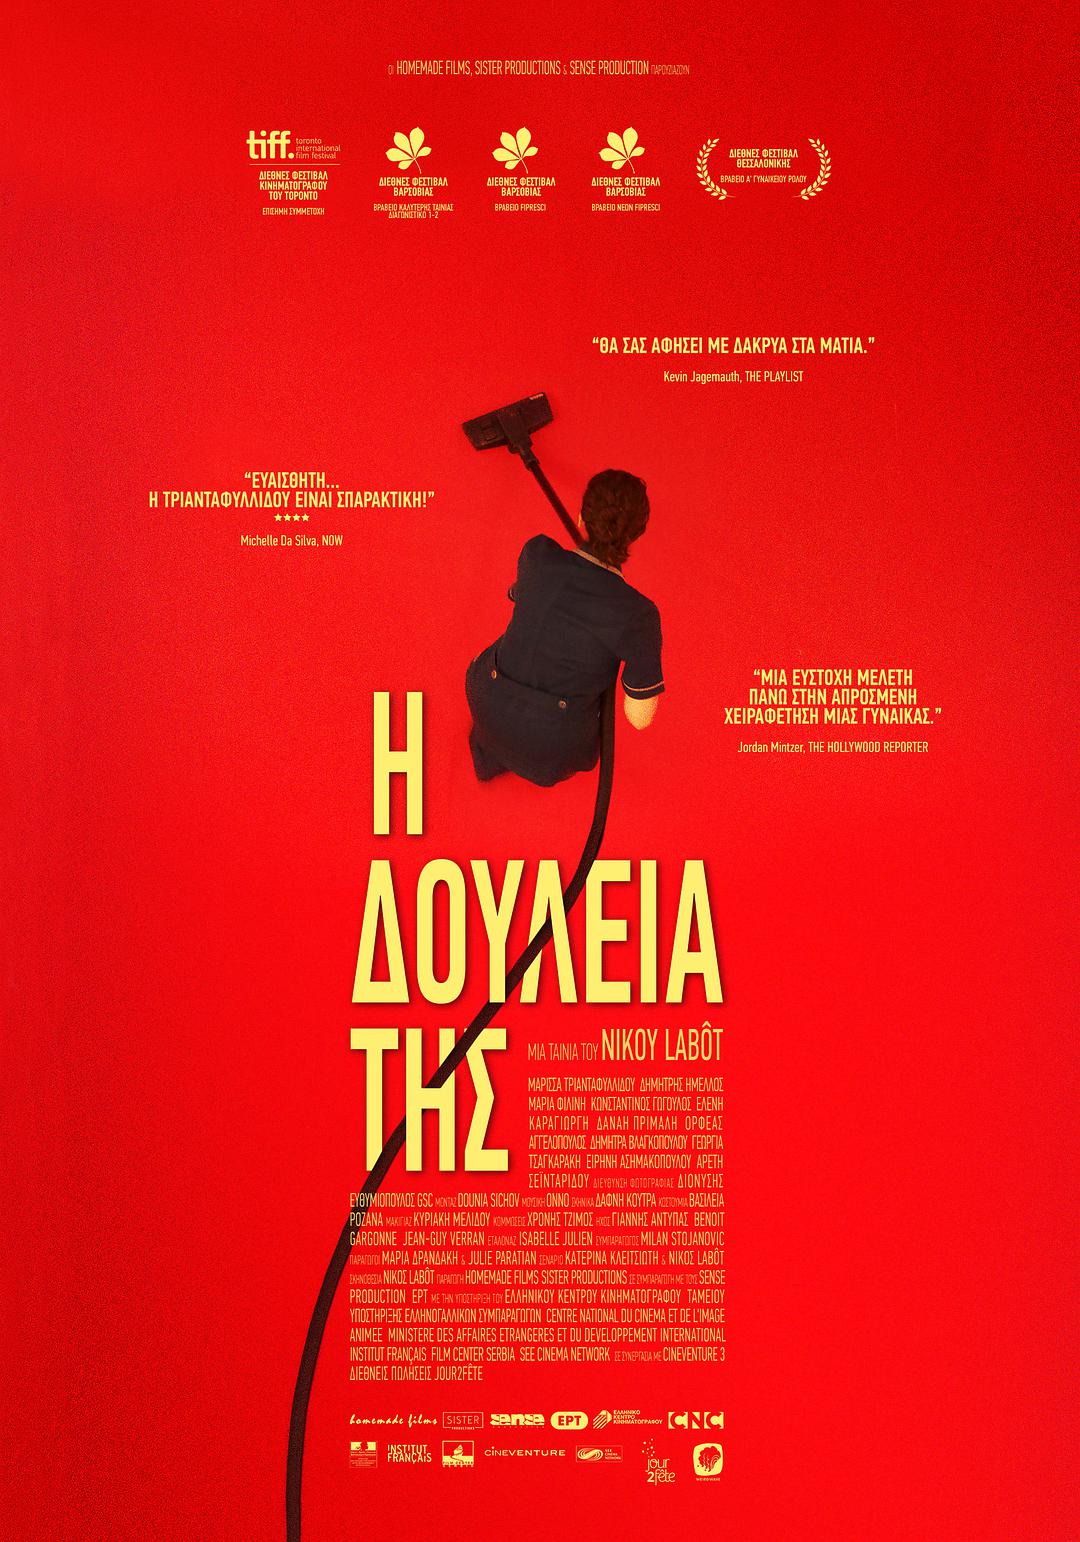 ΟΙ HOMEMADE FILMS, SISTER PRODUCTIONS & SENSE PRODUCTION ΠΑΡΟΥΣΙΑΖΟΥΝ
tiff. toronto international film festival
ΔΙΕΘΝΕΣ ΦΕΣΤΙΒΑΛ
ΚΙΝΗΜΑΤΟΓΡΑΦΟΥ
ΤΟΥ ΤΟΡΟΝΤΟ
ΕΠΙΣΗΜΗ ΣΥΜΜΕΤΟΧΗ
ΔΙΕΘΝΕΣ ΦΕΣΤΙΒΑΛ
ΒΑΡΣΟΒΙΑΣ
ΒΡΑΒΕΙΟ ΚΑΛΥΤΕΡΗΣ ΤΑΙΝΙΑΣ
ΔΙΑΓΩΝΙΣΤΙΚΟ 1-2
ΔΙΕΘΝΕΣ ΦΕΣΤΙΒΑΛ
ΒΑΡΣΟΒΙΑΣ
ΒΡΑΒΕΙΟ FIPRESCI
ΔΙΕΘΝΕΣ ΦΕΣΤΙΒΑΛ
ΒΑΡΣΟΒΙΑΣ
ΒΡΑΒΕΙΟ ΝΕΩΝ FIPRESCI
ΔΙΕΘΝΕΣ ΦΕΣΤΙΒΑΛ
ΘΕΣΣΑΛΟΝΙΚΗΣ
ΒΡΑΒΕΙΟ Α' ΓΥΝΑΙΚΕΙΟΥ ΡΟΛΟΥ
“ΘΑ ΣΑΣ ΑΦΗΣΕΙ ΜΕ ΔΑΚΡΥΑ ΣΤΑ ΜΑΤΙΑ.”
Kevin Jagernauth, THE PLAYLIST
“ΕΥΑΙΣΘΗΤΗ...
Η ΤΡΙΑΝΤΑΦΥΛΛΙΔΟΥ ΕΙΝΑΙ ΣΠΑΡΑΚΤΙΚΗ!”
★★★★
Michelle Da Silva, NOW
“ΜΙΑ ΕΥΣΤΟΧΗ ΜΕΛΕΤΗ
ΠΑΝΩ ΣΤΗΝ ΑΠΡΟΣΜΕΝΗ
ΧΕΙΡΑΦΕΤΗΣΗ ΜΙΑΣ ΓΥΝΑΙΚΑΣ.”
Jordan Mintzer, THE HOLLYWOOD REPORTER
Η
ΔΟΥΛΕΙΑ
ΤΗΣ
ΜΙΑ ΤΑΙΝΙΑ ΤΟΥ ΝΙΚΟΥ LABÔT
ΜΑΡΙΣΣΑ ΤΡΙΑΝΤΑΦΥΛΛΙΔΟΥ ΔΗΜΗΤΡΗΣ ΗΜΕΛΛΟΣ
ΜΑΡΙΑ ΦΙΛΙΝΗ ΚΩΝΣΤΑΝΤΙΝΟΣ ΓΩΓΟΥΛΟΣ ΕΛΕΝΗ
ΚΑΡΑΓΙΩΡΓΗ ΔΑΝΑΗ ΠΡΙΜΑΛΗ ΟΡΦΕΑΣ
ΑΓΓΕΛΟΠΟΥΛΟΣ ΔΗΜΗΤΡΑ ΒΛΑΓΚΟΠΟΥΛΟΥ ΓΕΩΡΓΙΑ
ΤΣΑΓΚΑΡΑΚΗ ΕΙΡΗΝΗ ΑΣΗΜΑΚΟΠΟΥΛΟΥ ΑΡΕΤΗ
ΣΕΪΝΤΑΡΙΔΟΥ ΔΙΕΥΘΥΝΣΗ ΦΩΤΟΓΡΑΦΙΑΣ ΔΙΟΝΥΣΗΣ
ΕΥΘΥΜΙΟΠΟΥΛΟΣ GSC ΜΟΝΤΑΖ DOUNIA SICHOV ΜΟΥΣΙΚΗ ΟΝΝΟ ΣΚΗΝΙΚΑ ΔΑΦΝΗ ΚΟΥΤΡΑ ΚΟΣΤΟΥΜΙΑ ΒΑΣΙΛΕΙΑ
ΡΟΖΑΝΑ ΜΑΚΙΓΙΑΖ ΚΥΡΙΑΚΗ ΜΕΛΙΔΟΥ ΚΟΜΜΩΣΕΙΣ ΧΡΟΝΗΣ ΤΖΙΜΟΣ ΗΧΟΣ ΓΙΑΝΝΗΣ ΑΝΤΥΠΑΣ BENOIT
GARGONNE JEAN-GUY VERRAN ΕΤΑΛΟΝΑΖ ISABELLE JULIEN ΣΥΜΠΑΡΑΓΩΓΟΣ MILAN STOJANOVIC
ΠΑΡΑΓΩΓΟΙ ΜΑΡΙΑ ΔΡΑΝΔΑΚΗ & JULIE PARATIAN ΣΕΝΑΡΙΟ ΚΑΤΕΡΙΝΑ ΚΛΕΙΤΣΙΩΤΗ & ΝΙΚΟΣ LABÔT
ΣΚΗΝΟΘΕΣΙΑ ΝΙΚΟΣ LABÔT ΠΑΡΑΓΩΓΗ HOMEMADE FILMS SISTER PRODUCTIONS ΣΕ ΣΥΜΠΑΡΑΓΩΓΗ ΜΕ ΤΟΥΣ SENSE
PRODUCTION ΕΡΤ ΜΕ ΤΗΝ ΥΠΟΣΤΗΡΙΞΗ ΤΟΥ ΕΛΛΗΝΙΚΟΥ ΚΕΝΤΡΟΥ ΚΙΝΗΜΑΤΟΓΡΑΦΟΥ ΤΑΜΕΙΟΥ
ΥΠΟΣΤΗΡΙΞΗΣ ΕΛΛΗΝΟΓΑΛΛΙΚΩΝ ΣΥΜΠΑΡΑΓΩΓΩΝ CENTRE NATIONAL DU CINEMA ET DE L'IMAGE
ANIMEE MINISTERE DES AFFAIRES ETRANGERES ET DU DEVELOPPEMENT INTERNATIONAL
INSTITUT FRANÇAIS FILM CENTER SERBIA SEE CINEMA NETWORK ΣΕ ΣΥΝΕΡΓΑΣΙΑ ΜΕ CINEVENTURE 3
ΔΙΕΘΝΕΙΣ ΠΩΛΗΣΕΙΣ JOUR2FÊTE
homemade films SISTER PRODUCTIONS sense ΕΡΤ ΕΛΛΗΝΙΚΟ ΚΕΝΤΡΟ ΚΙΝΗΜΑΤΟΓΡΑΦΟΥ CNC
INSTITUT FRANÇAIS CINEVENTURE SEE CINEMA NETWORK jour2fête WEIRDWAVE